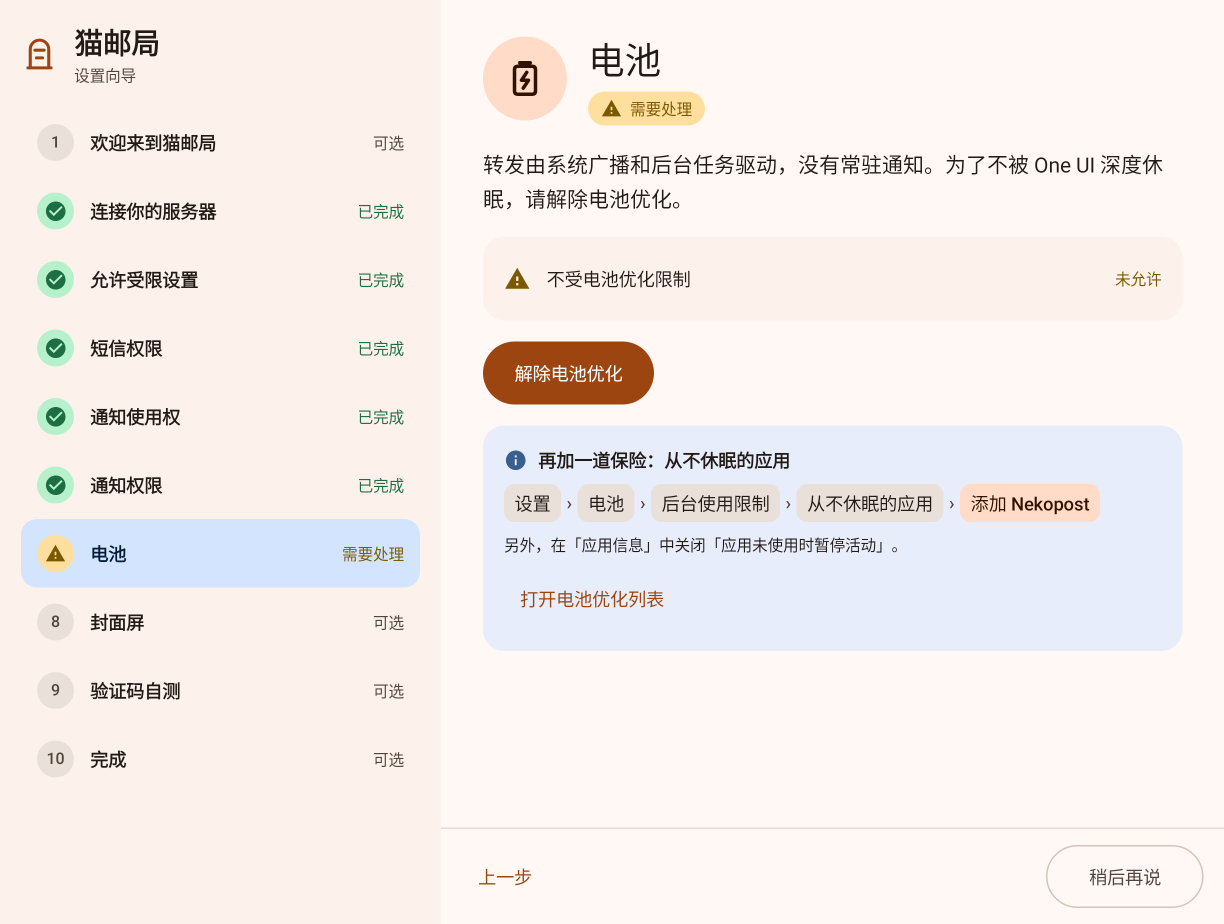 猫邮局
设置向导
1 欢迎来到猫邮局 可选
连接你的服务器 已完成
允许受限设置 已完成
短信权限 已完成
通知使用权 已完成
通知权限 已完成
电池 需要处理
8 封面屏 可选
9 验证码自测 可选
10 完成 可选
电池
需要处理
转发由系统广播和后台任务驱动，没有常驻通知。为了不被 One UI 深度休
眠，请解除电池优化。
不受电池优化限制 未允许
解除电池优化
再加一道保险：从不休眠的应用
设置 › 电池 › 后台使用限制 › 从不休眠的应用 › 添加 Nekopost
另外，在「应用信息」中关闭「应用未使用时暂停活动」。
打开电池优化列表
上一步 稍后再说